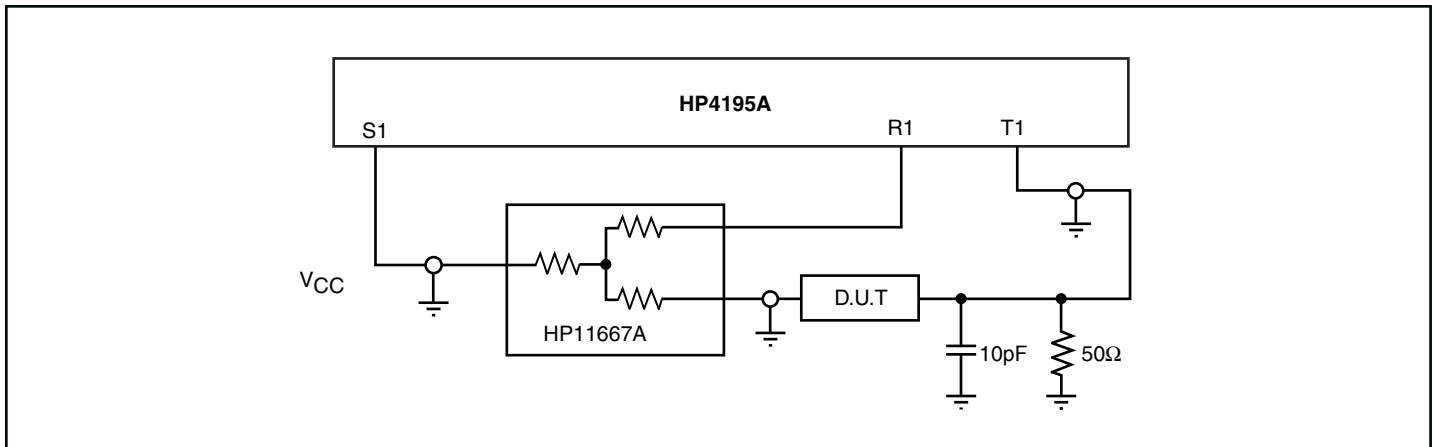 HP4195A
S1
R1
T1
VCC
HP11667A
D.U.T
10pF
50Ω